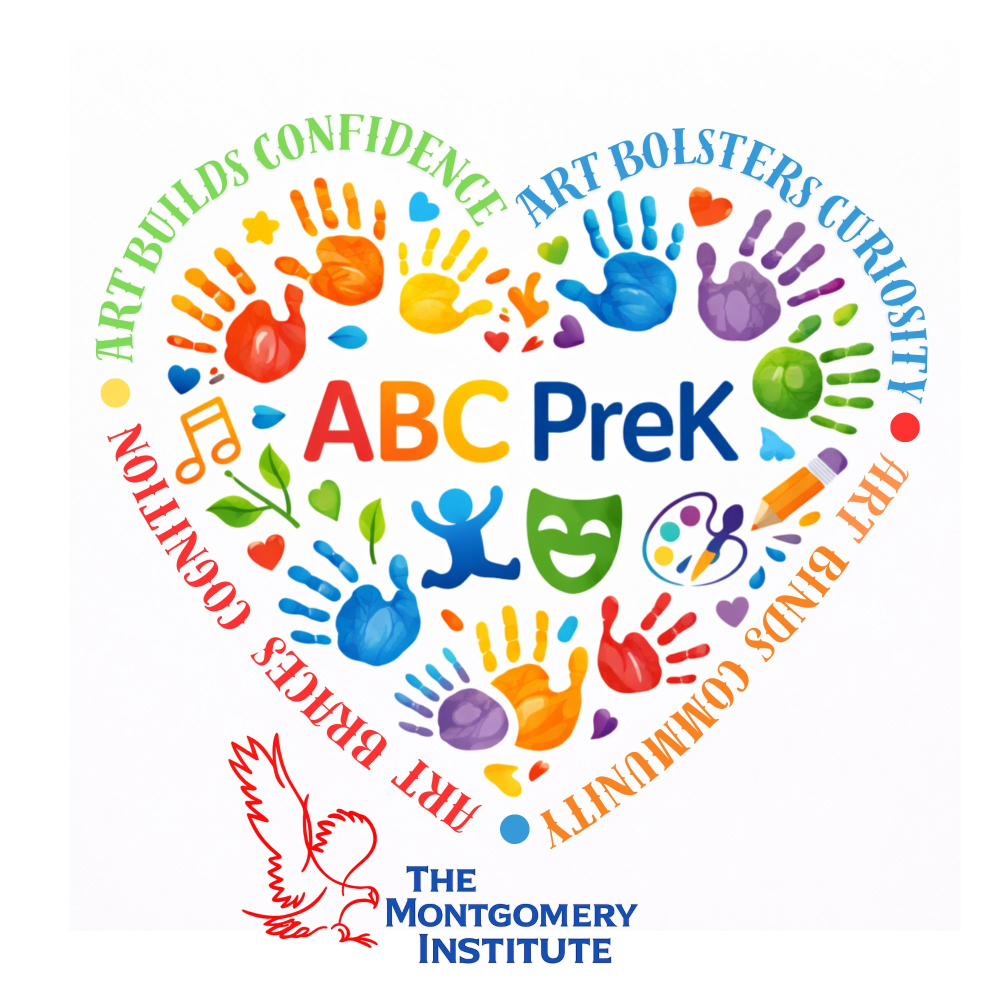 ART BUILDS CONFIDENCE
ART BOLSTERS CURIOSITY
ART BINDS COMMUNITY
ART BRACES COGNITION
ABC PreK
THE
MONTGOMERY
INSTITUTE